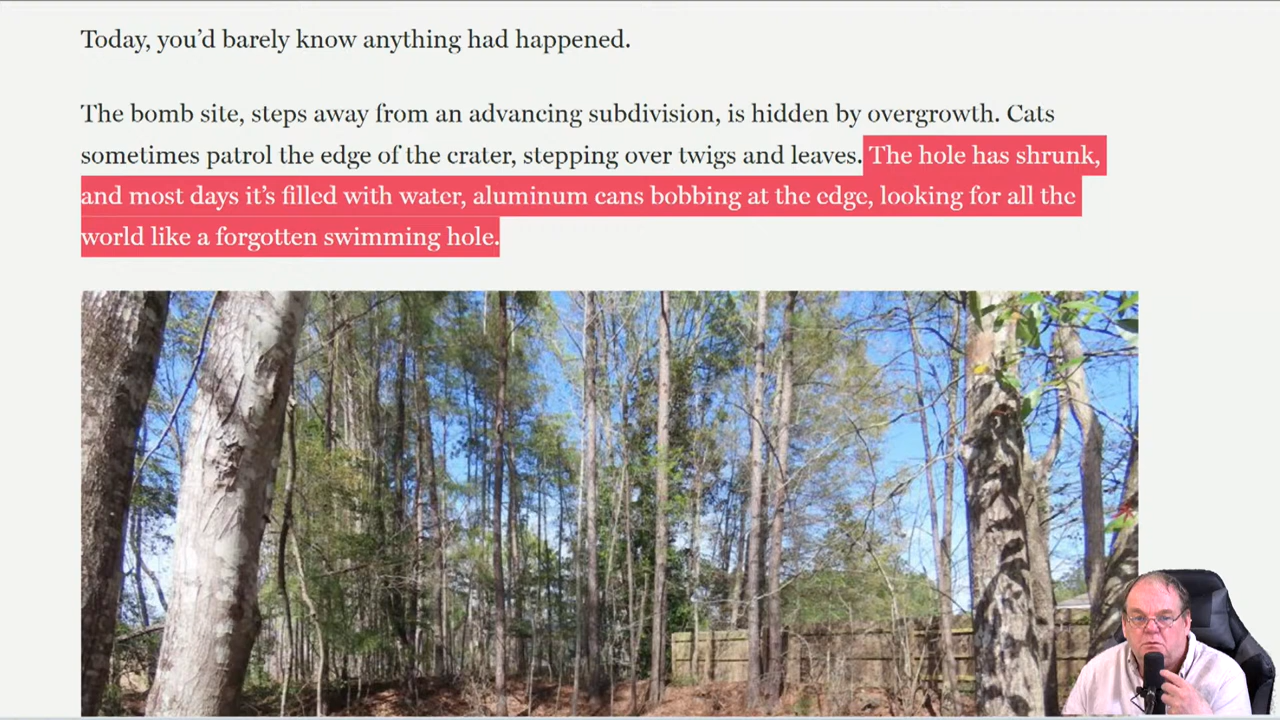 Today, you’d barely know anything had happened.
The bomb site, steps away from an advancing subdivision, is hidden by overgrowth. Cats
sometimes patrol the edge of the crater, stepping over twigs and leaves. The hole has shrunk,
and most days it’s filled with water, aluminum cans bobbing at the edge, looking for all the
world like a forgotten swimming hole.